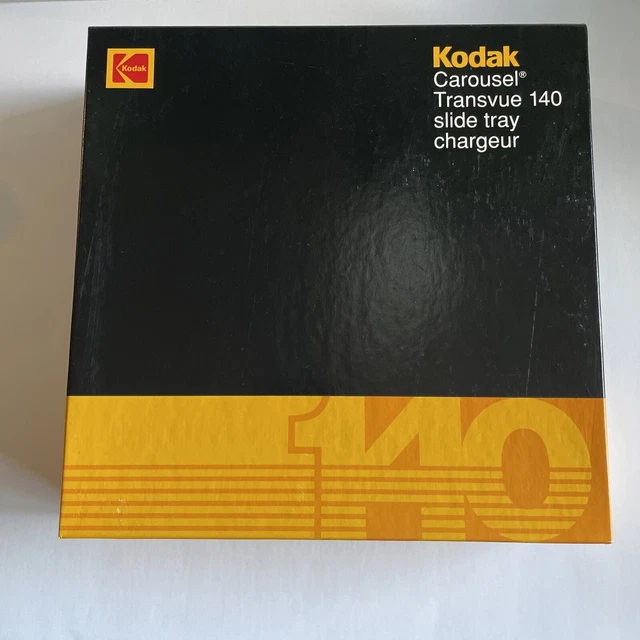 Kodak
Kodak
Carousel®
Transvue 140
slide tray
chargeur
140